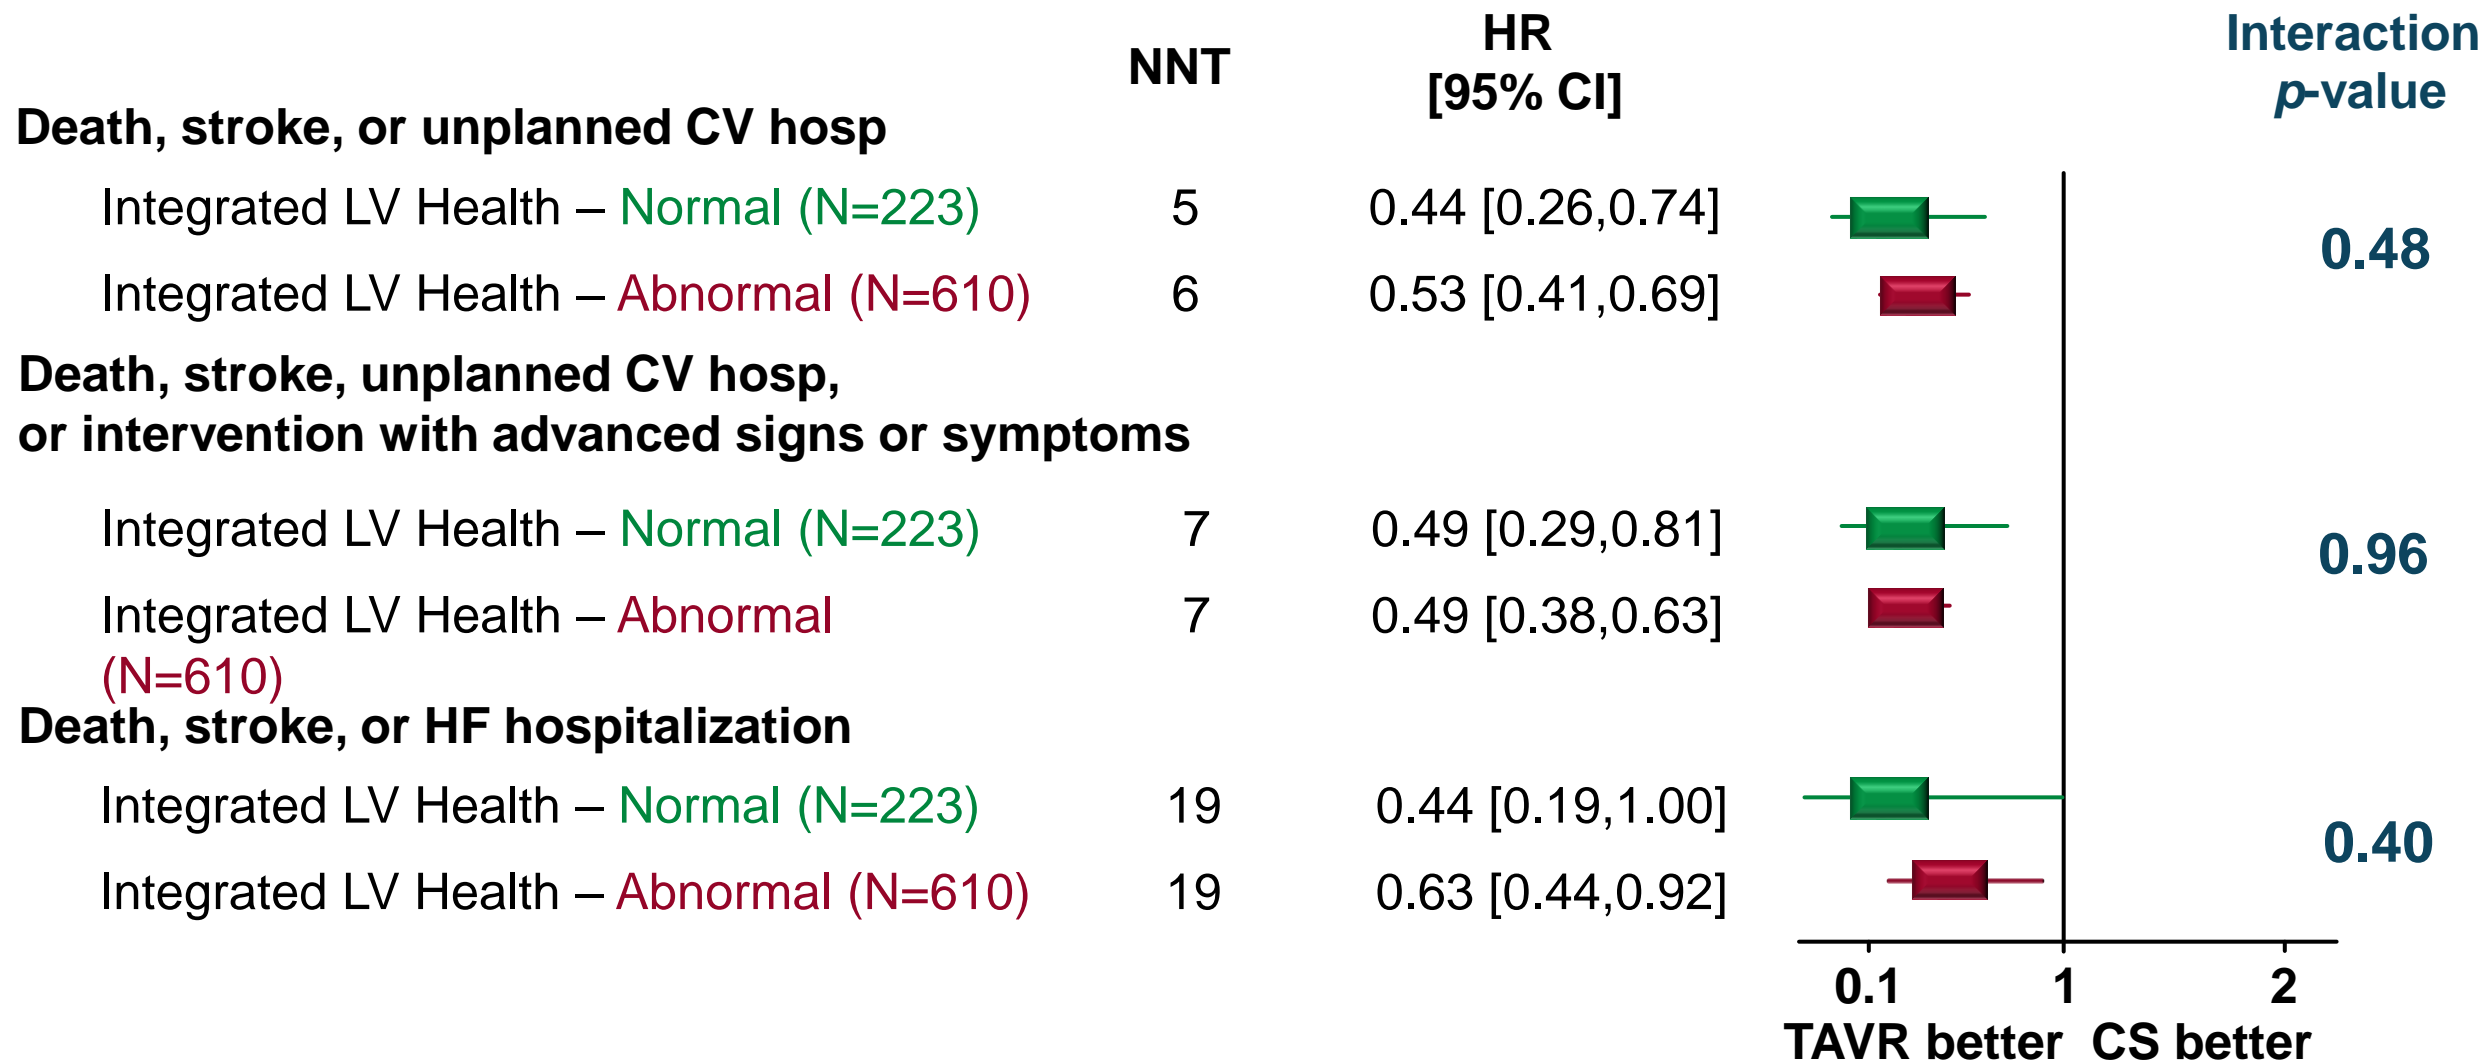 NNT
HR
[95% CI]
Interaction
p-value
Death, stroke, or unplanned CV hosp
Integrated LV Health – Normal (N=223) 5 0.44 [0.26,0.74]
0.48
Integrated LV Health – Abnormal (N=610) 6 0.53 [0.41,0.69]
Death, stroke, unplanned CV hosp,
or intervention with advanced signs or symptoms
Integrated LV Health – Normal (N=223) 7 0.49 [0.29,0.81]
0.96
Integrated LV Health – Abnormal 7 0.49 [0.38,0.63]
(N=610)
Death, stroke, or HF hospitalization
Integrated LV Health – Normal (N=223) 19 0.44 [0.19,1.00]
0.40
Integrated LV Health – Abnormal (N=610) 19 0.63 [0.44,0.92]
0.1 1 2
TAVR better CS better